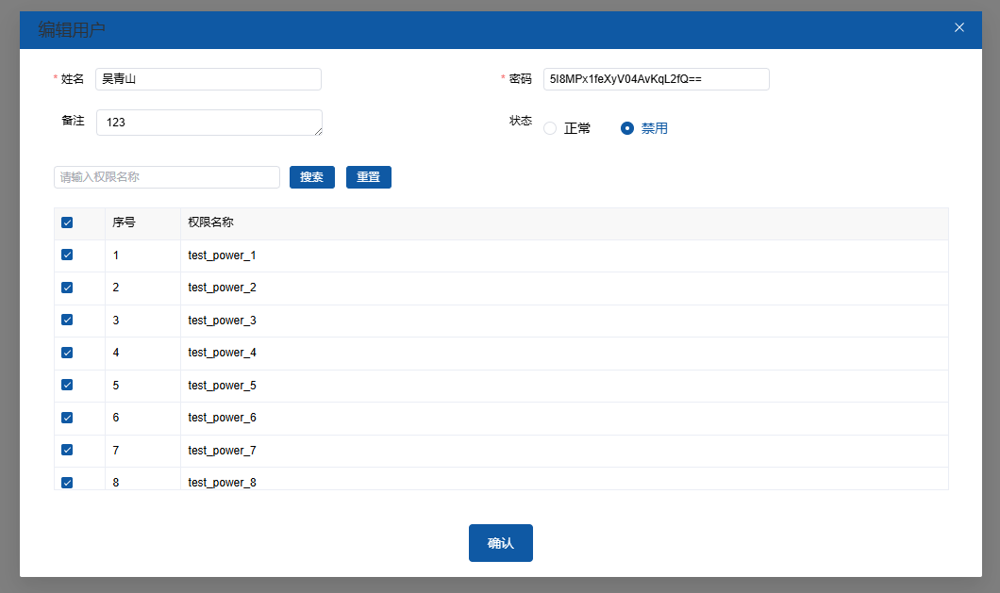 编辑用户
* 姓名 吴青山 * 密码 5I8MPx1feXyV04AvKqL2fQ==
备注 123 状态 正常 禁用
请输入权限名称 搜索 重置
序号 权限名称
1 test_power_1
2 test_power_2
3 test_power_3
4 test_power_4
5 test_power_5
6 test_power_6
7 test_power_7
8 test_power_8
确认